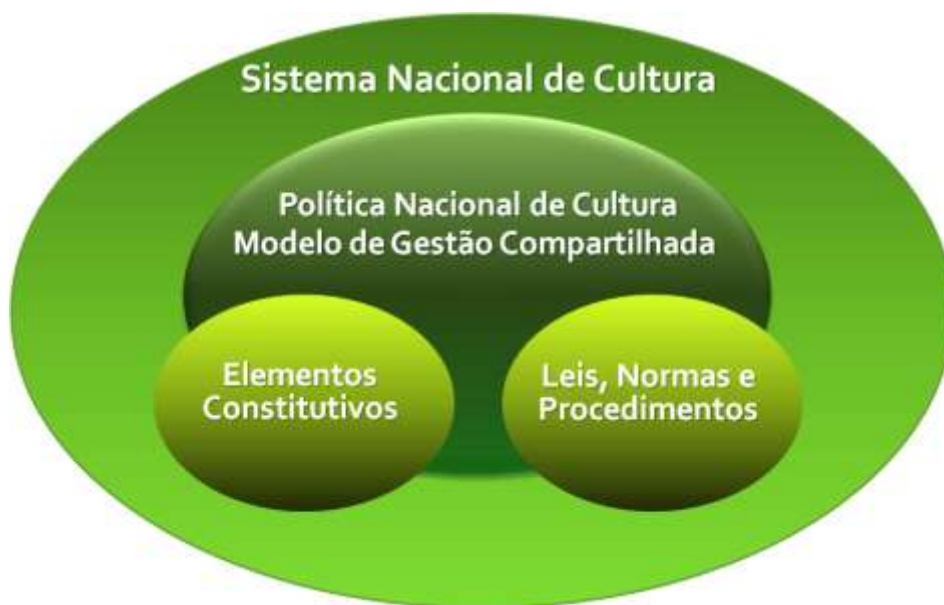 Sistema Nacional de Cultura
Política Nacional de Cultura
Modelo de Gestão Compartilhada
Elementos
Constitutivos
Leis, Normas e
Procedimentos